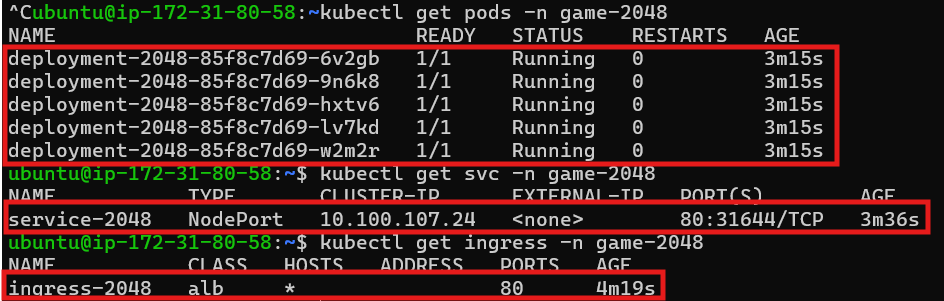 ^Cubuntu@ip-172-31-80-58:~kubectl get pods -n game-2048
NAME READY STATUS RESTARTS AGE
deployment-2048-85f8c7d69-6v2gb 1/1 Running 0 3m15s
deployment-2048-85f8c7d69-9n6k8 1/1 Running 0 3m15s
deployment-2048-85f8c7d69-hxtv6 1/1 Running 0 3m15s
deployment-2048-85f8c7d69-lv7kd 1/1 Running 0 3m15s
deployment-2048-85f8c7d69-w2m2r 1/1 Running 0 3m15s
ubuntu@ip-172-31-80-58:~$ kubectl get svc -n game-2048
NAME TYPE CLUSTER-IP EXTERNAL-IP PORT(S) AGE
service-2048 NodePort 10.100.107.24 <none> 80:31644/TCP 3m36s
ubuntu@ip-172-31-80-58:~$ kubectl get ingress -n game-2048
NAME CLASS HOSTS ADDRESS PORTS AGE
ingress-2048 alb * 80 4m19s